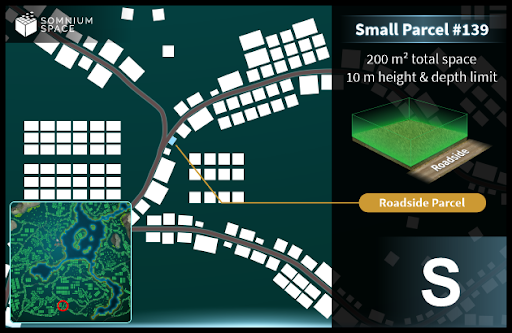 SOMNIUM
SPACE
Small Parcel #139
200 m² total space
10 m height & depth limit
Roadside
Roadside Parcel
S